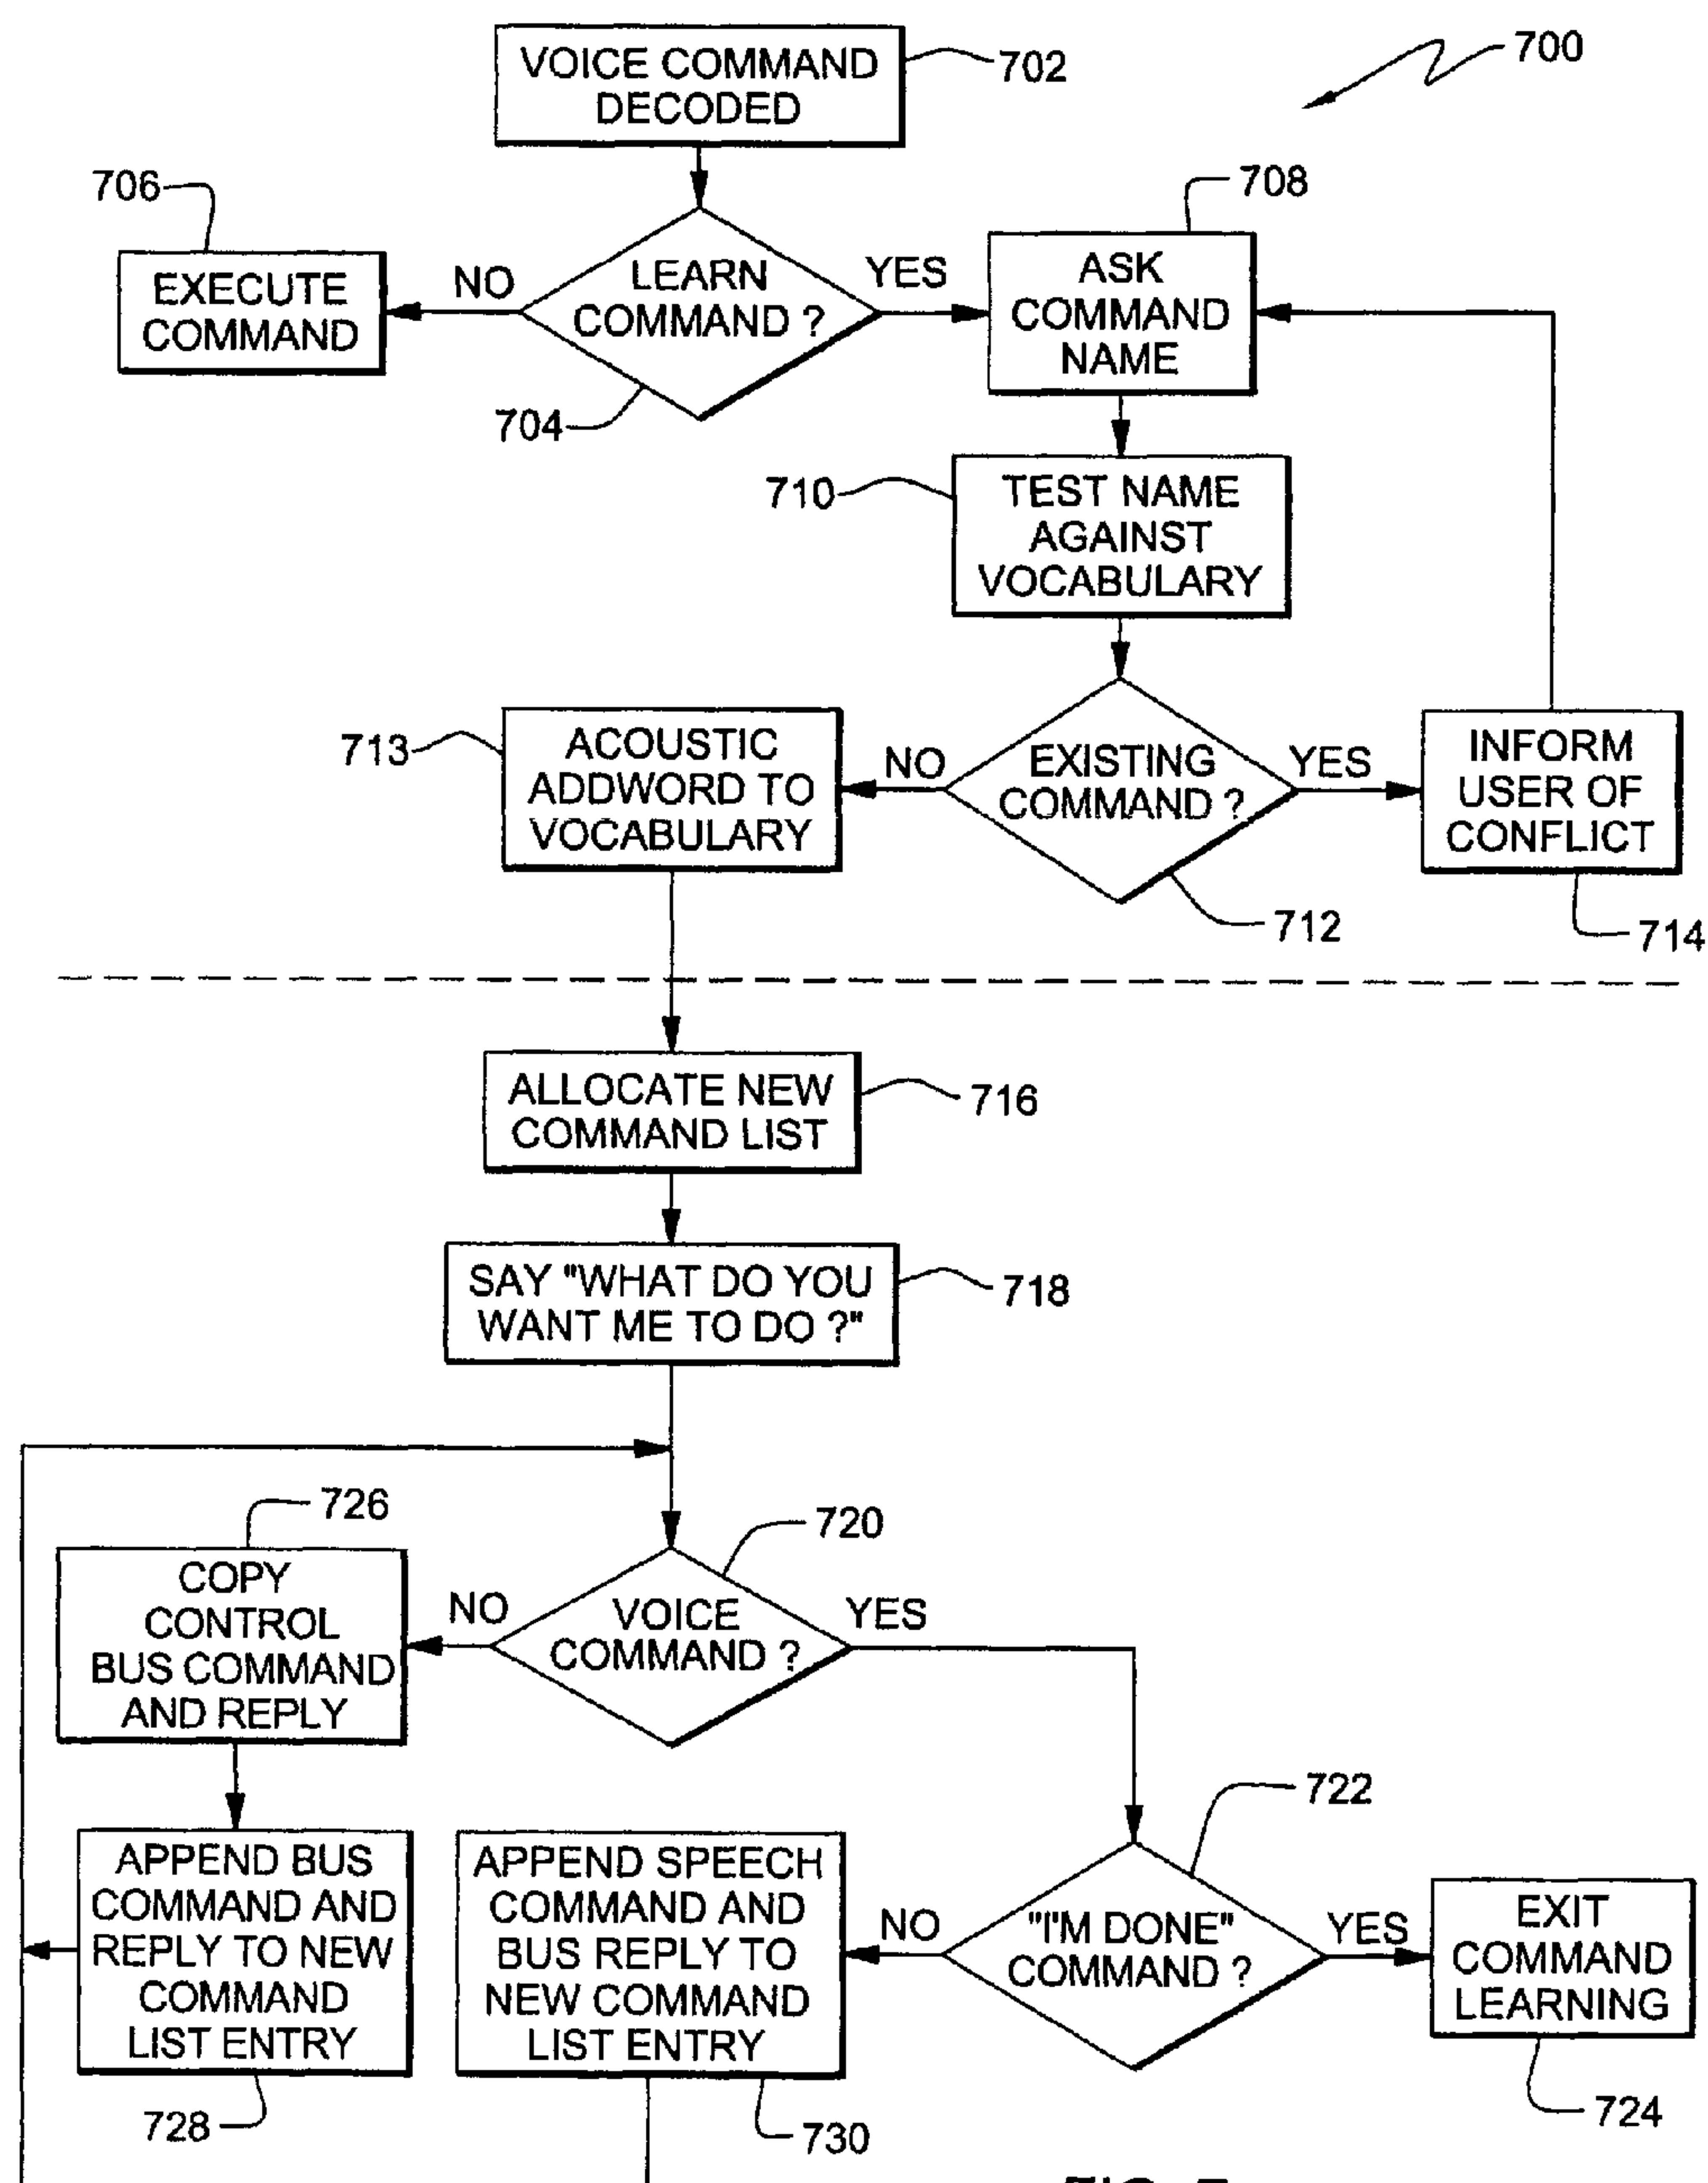 VOICE COMMAND
DECODED
702
700
706
708
EXECUTE
COMMAND
NO
LEARN
COMMAND ?
YES
704
ASK
COMMAND
NAME
710
TEST NAME
AGAINST
VOCABULARY
713
ACOUSTIC
ADDWORD TO
VOCABULARY
NO
EXISTING
COMMAND ?
YES
712
INFORM
USER OF
CONFLICT
714
ALLOCATE NEW
COMMAND LIST
716
SAY "WHAT DO YOU
WANT ME TO DO ?"
718
726
720
COPY
CONTROL
BUS COMMAND
AND REPLY
NO
VOICE
COMMAND ?
YES
722
APPEND BUS
COMMAND AND
REPLY TO NEW
COMMAND
LIST ENTRY
728
APPEND SPEECH
COMMAND AND
BUS REPLY TO
NEW COMMAND
LIST ENTRY
730
NO
"I'M DONE"
COMMAND ?
YES
EXIT
COMMAND
LEARNING
724